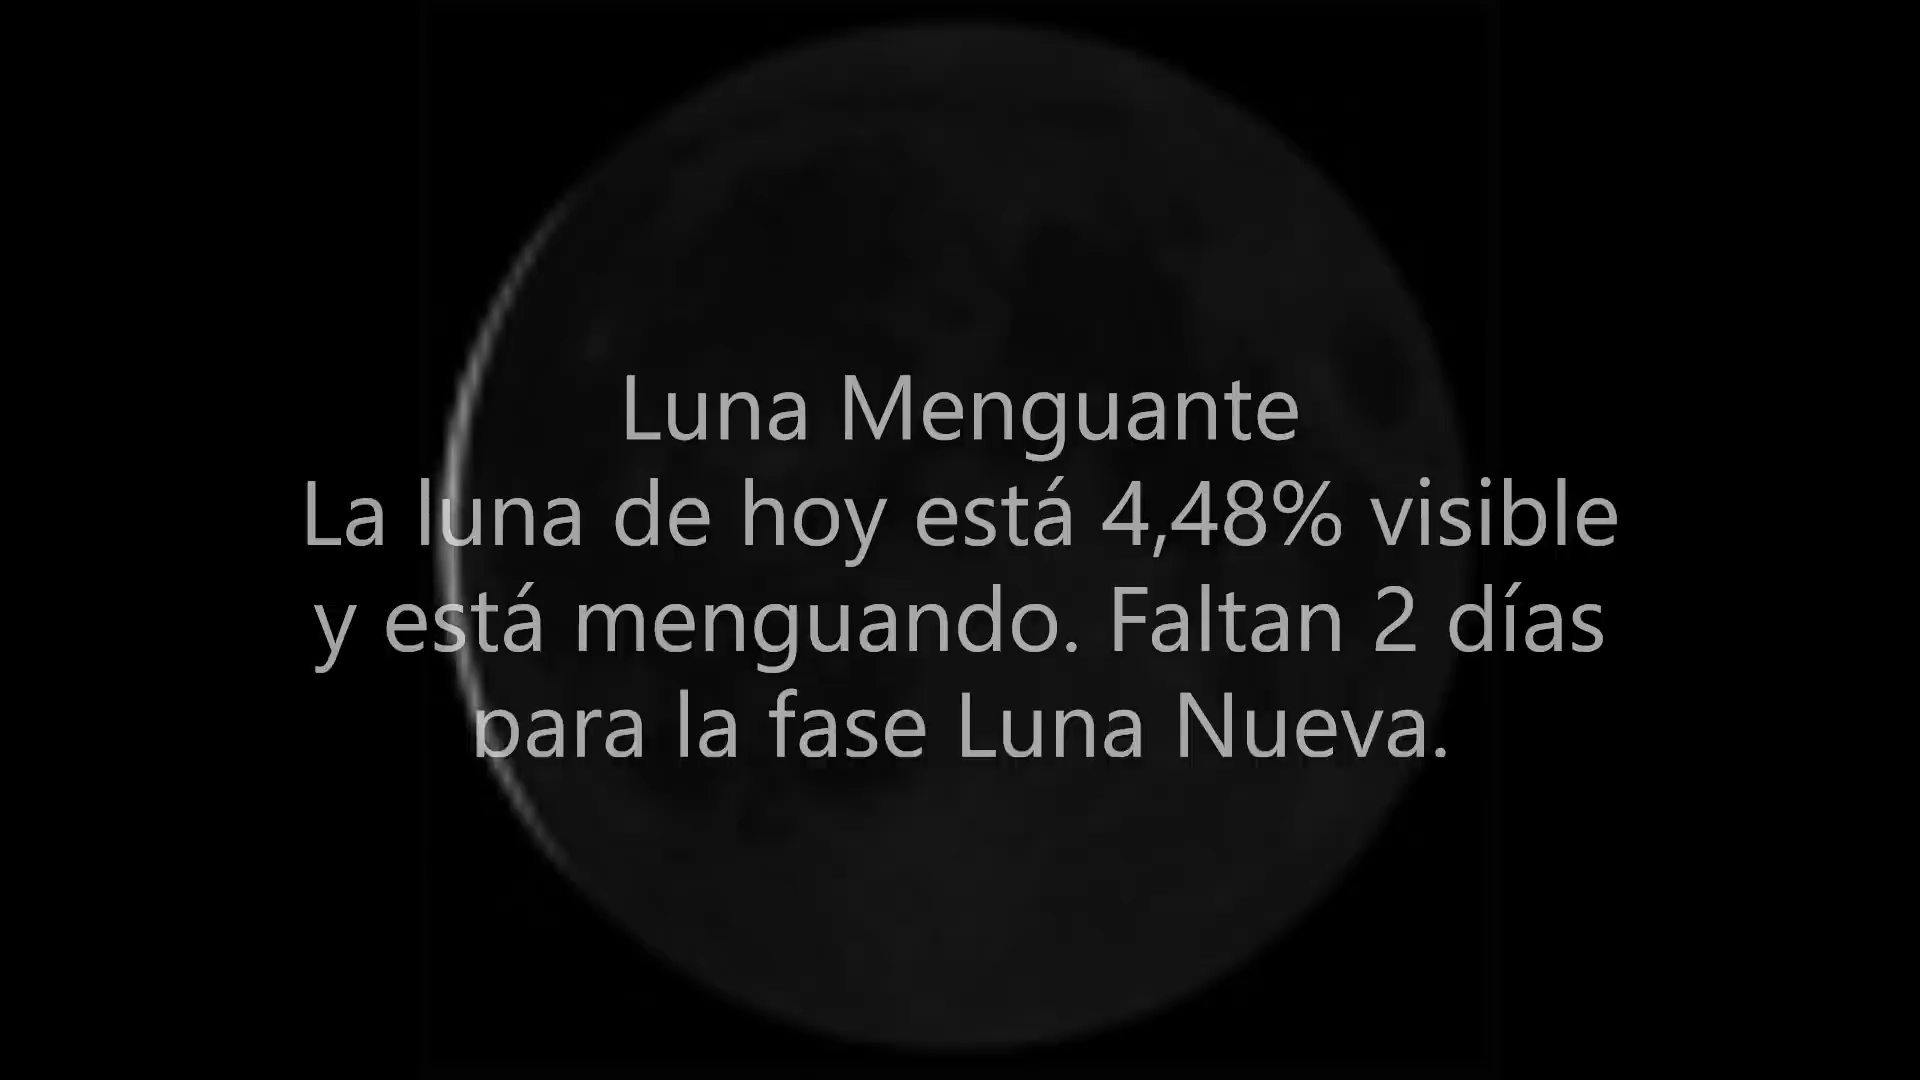 Luna Menguante
La luna de hoy está 4,48% visible
y está menguando. Faltan 2 días
para la fase Luna Nueva.